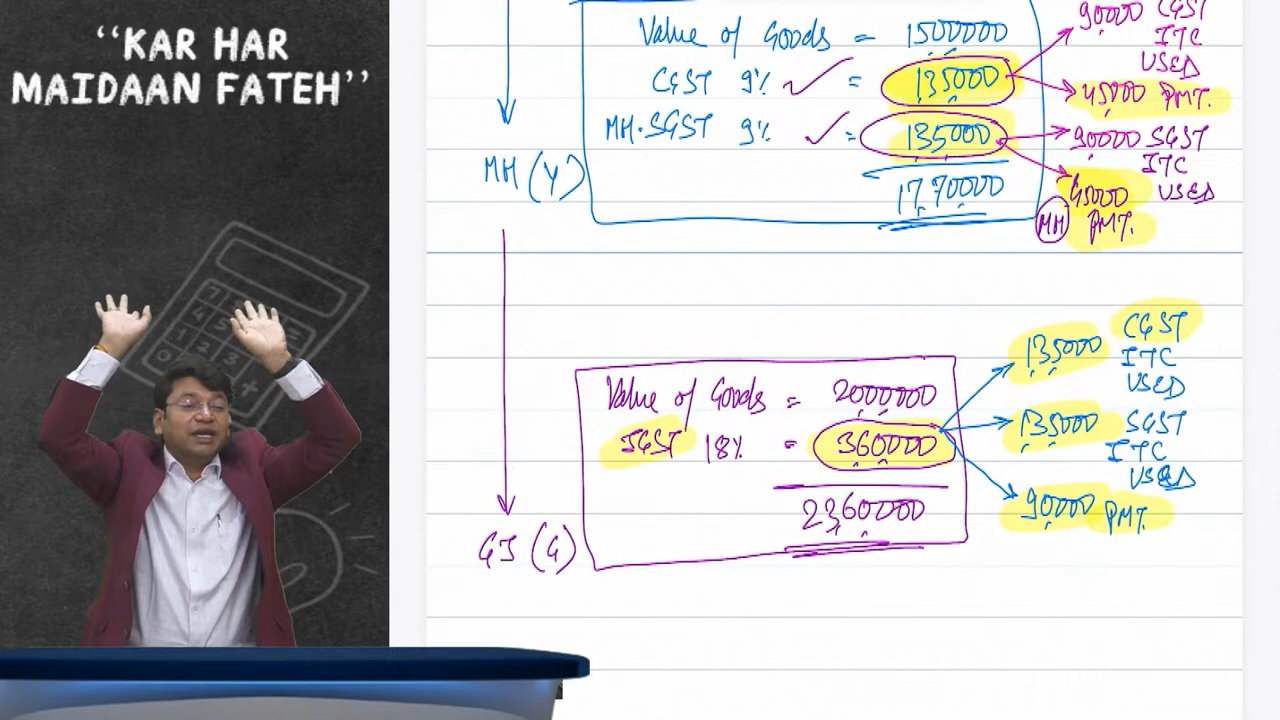 “KAR HAR
MAIDAAN FATEH”
Value of Goods = 1500000
CGST 9% ✓ = 135000
MH.SGST 9% ✓ = 135000
17,70000
MH (Y)
90000 CGST
ITC
USED
45000 PMT.
90000 SGST
ITC
USED
45000
MH PMT.
Value of Goods = 2000000
IGST 18% = 360000
2360000
GJ (G)
135000 CGST
ITC
USED
135000 SGST
ITC
USED
90000 PMT.